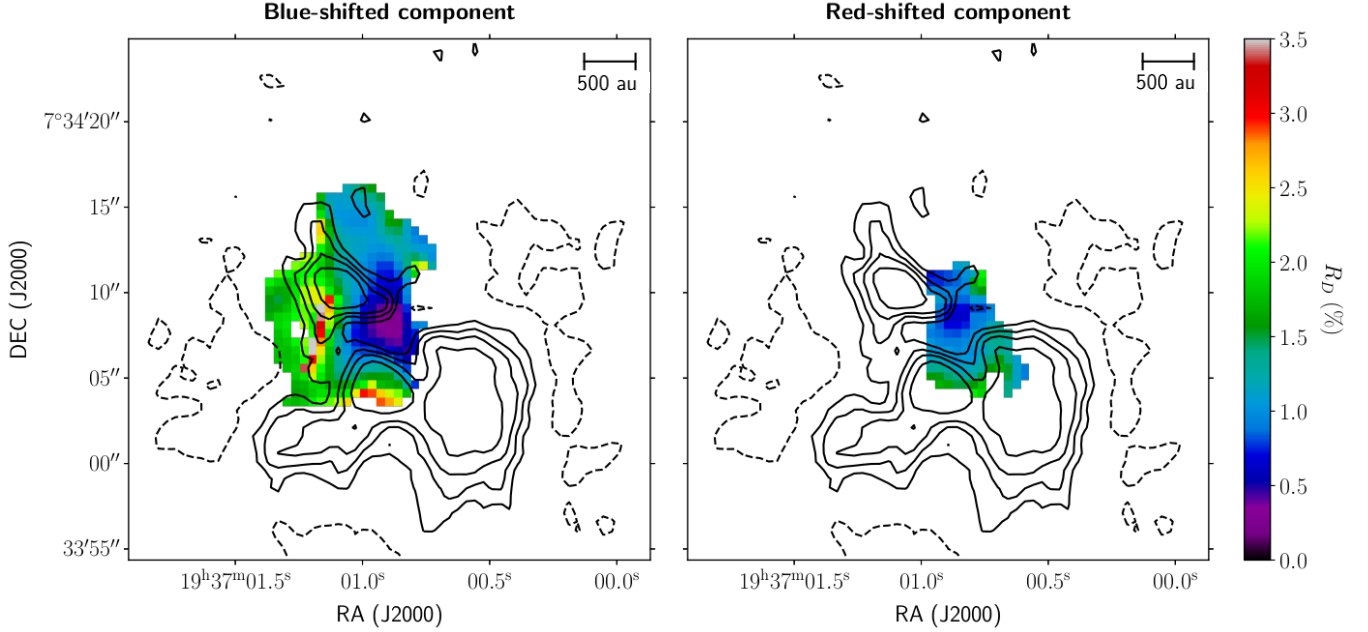 Blue-shifted component
Red-shifted component
500 au
500 au
DEC (J2000)
7°34′20″
15″
10″
05″
00″
33′55″
19ʰ37ᵐ01.5ˢ
01.0ˢ
00.5ˢ
00.0ˢ
RA (J2000)
19ʰ37ᵐ01.5ˢ
01.0ˢ
00.5ˢ
00.0ˢ
RA (J2000)
3.5
3.0
2.5
2.0
1.5
1.0
0.5
0.0
R_D (%)